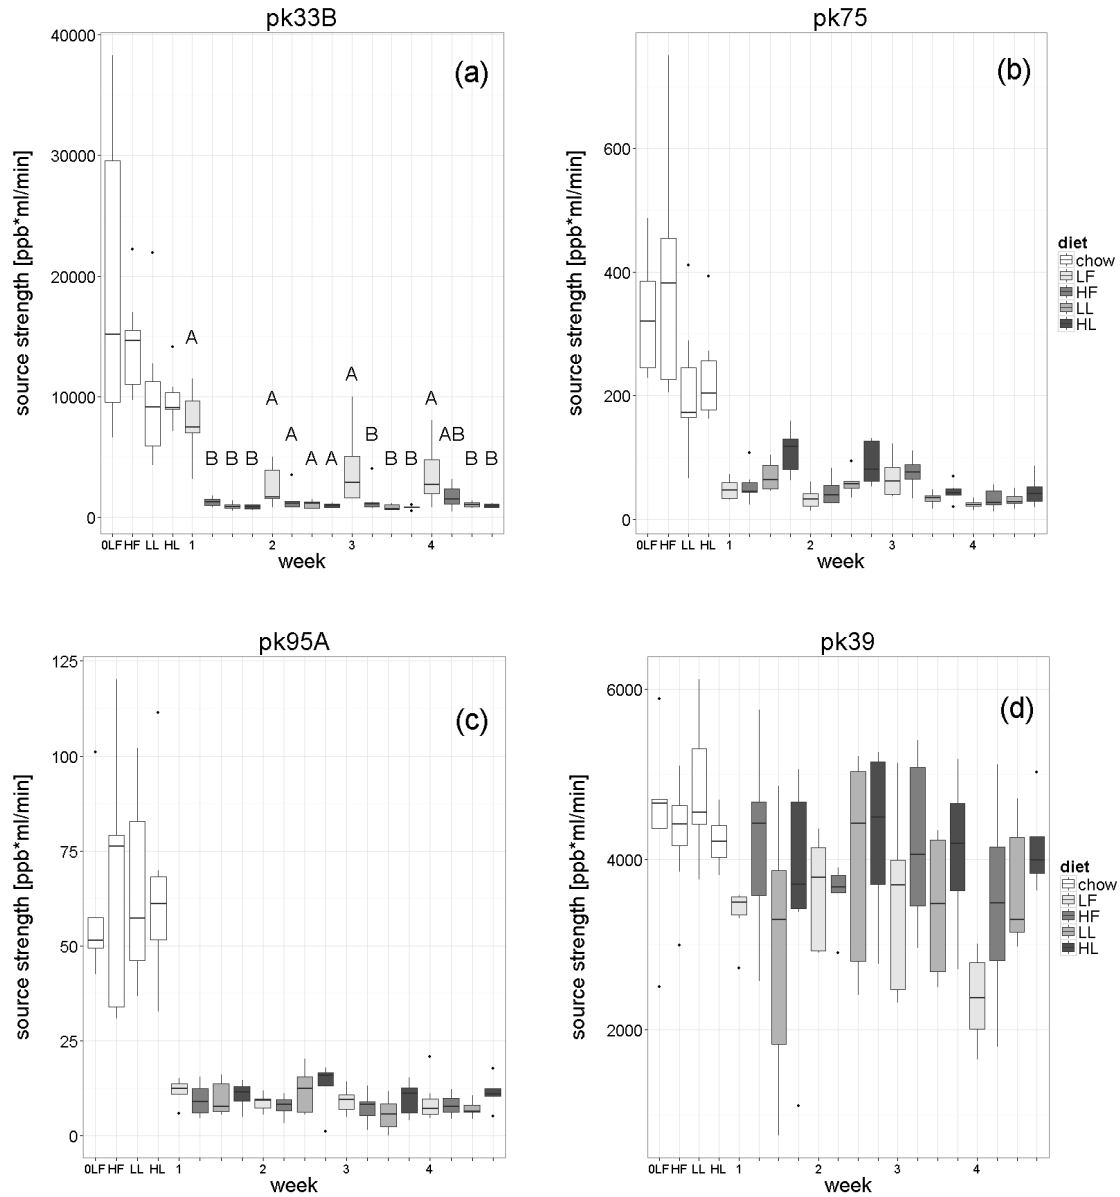 pk33B
40000
30000
20000
10000
0
source strength [ppb*ml/min]
(a)
A
B B B
A
A
A A
A
B
B B
A
AB
B B
0LF HF LL HL 1 2 3 4
week
pk75
600
400
200
0
source strength [ppb*ml/min]
(b)
0LF HF LL HL 1 2 3 4
week
diet
chow
LF
HF
LL
HL
pk95A
125
100
75
50
25
0
source strength [ppb*ml/min]
(c)
0LF HF LL HL 1 2 3 4
week
pk39
6000
4000
2000
source strength [ppb*ml/min]
(d)
0LF HF LL HL 1 2 3 4
week
diet
chow
LF
HF
LL
HL